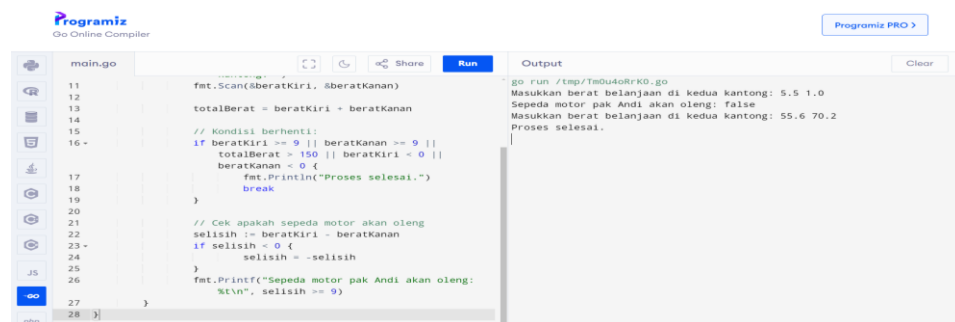 Programiz
Go Online Compiler
Programiz PRO >
main.go
Share
Run
Output
Clear
11 fmt.Scan(&beratKiri, &beratKanan)
12
13 totalBerat = beratKiri + beratKanan
14
15 // Kondisi berhenti:
16 if beratKiri >= 9 || beratKanan >= 9 ||
totalBerat > 150 || beratKiri < 0 ||
beratKanan < 0 {
17 fmt.Println("Proses selesai.")
18 break
19 }
20
21 // Cek apakah sepeda motor akan oleng
22 selisih := beratKiri - beratKanan
23 if selisih < 0 {
24 selisih = -selisih
25 }
26 fmt.Printf("Sepeda motor pak Andi akan oleng:
%t\n", selisih >= 9)
27 }
28 }
JS
GO
php
go run /tmp/Tm0u4oRrK0.go
Masukkan berat belanjaan di kedua kantong: 5.5 1.0
Sepeda motor pak Andi akan oleng: false
Masukkan berat belanjaan di kedua kantong: 55.6 70.2
Proses selesai.